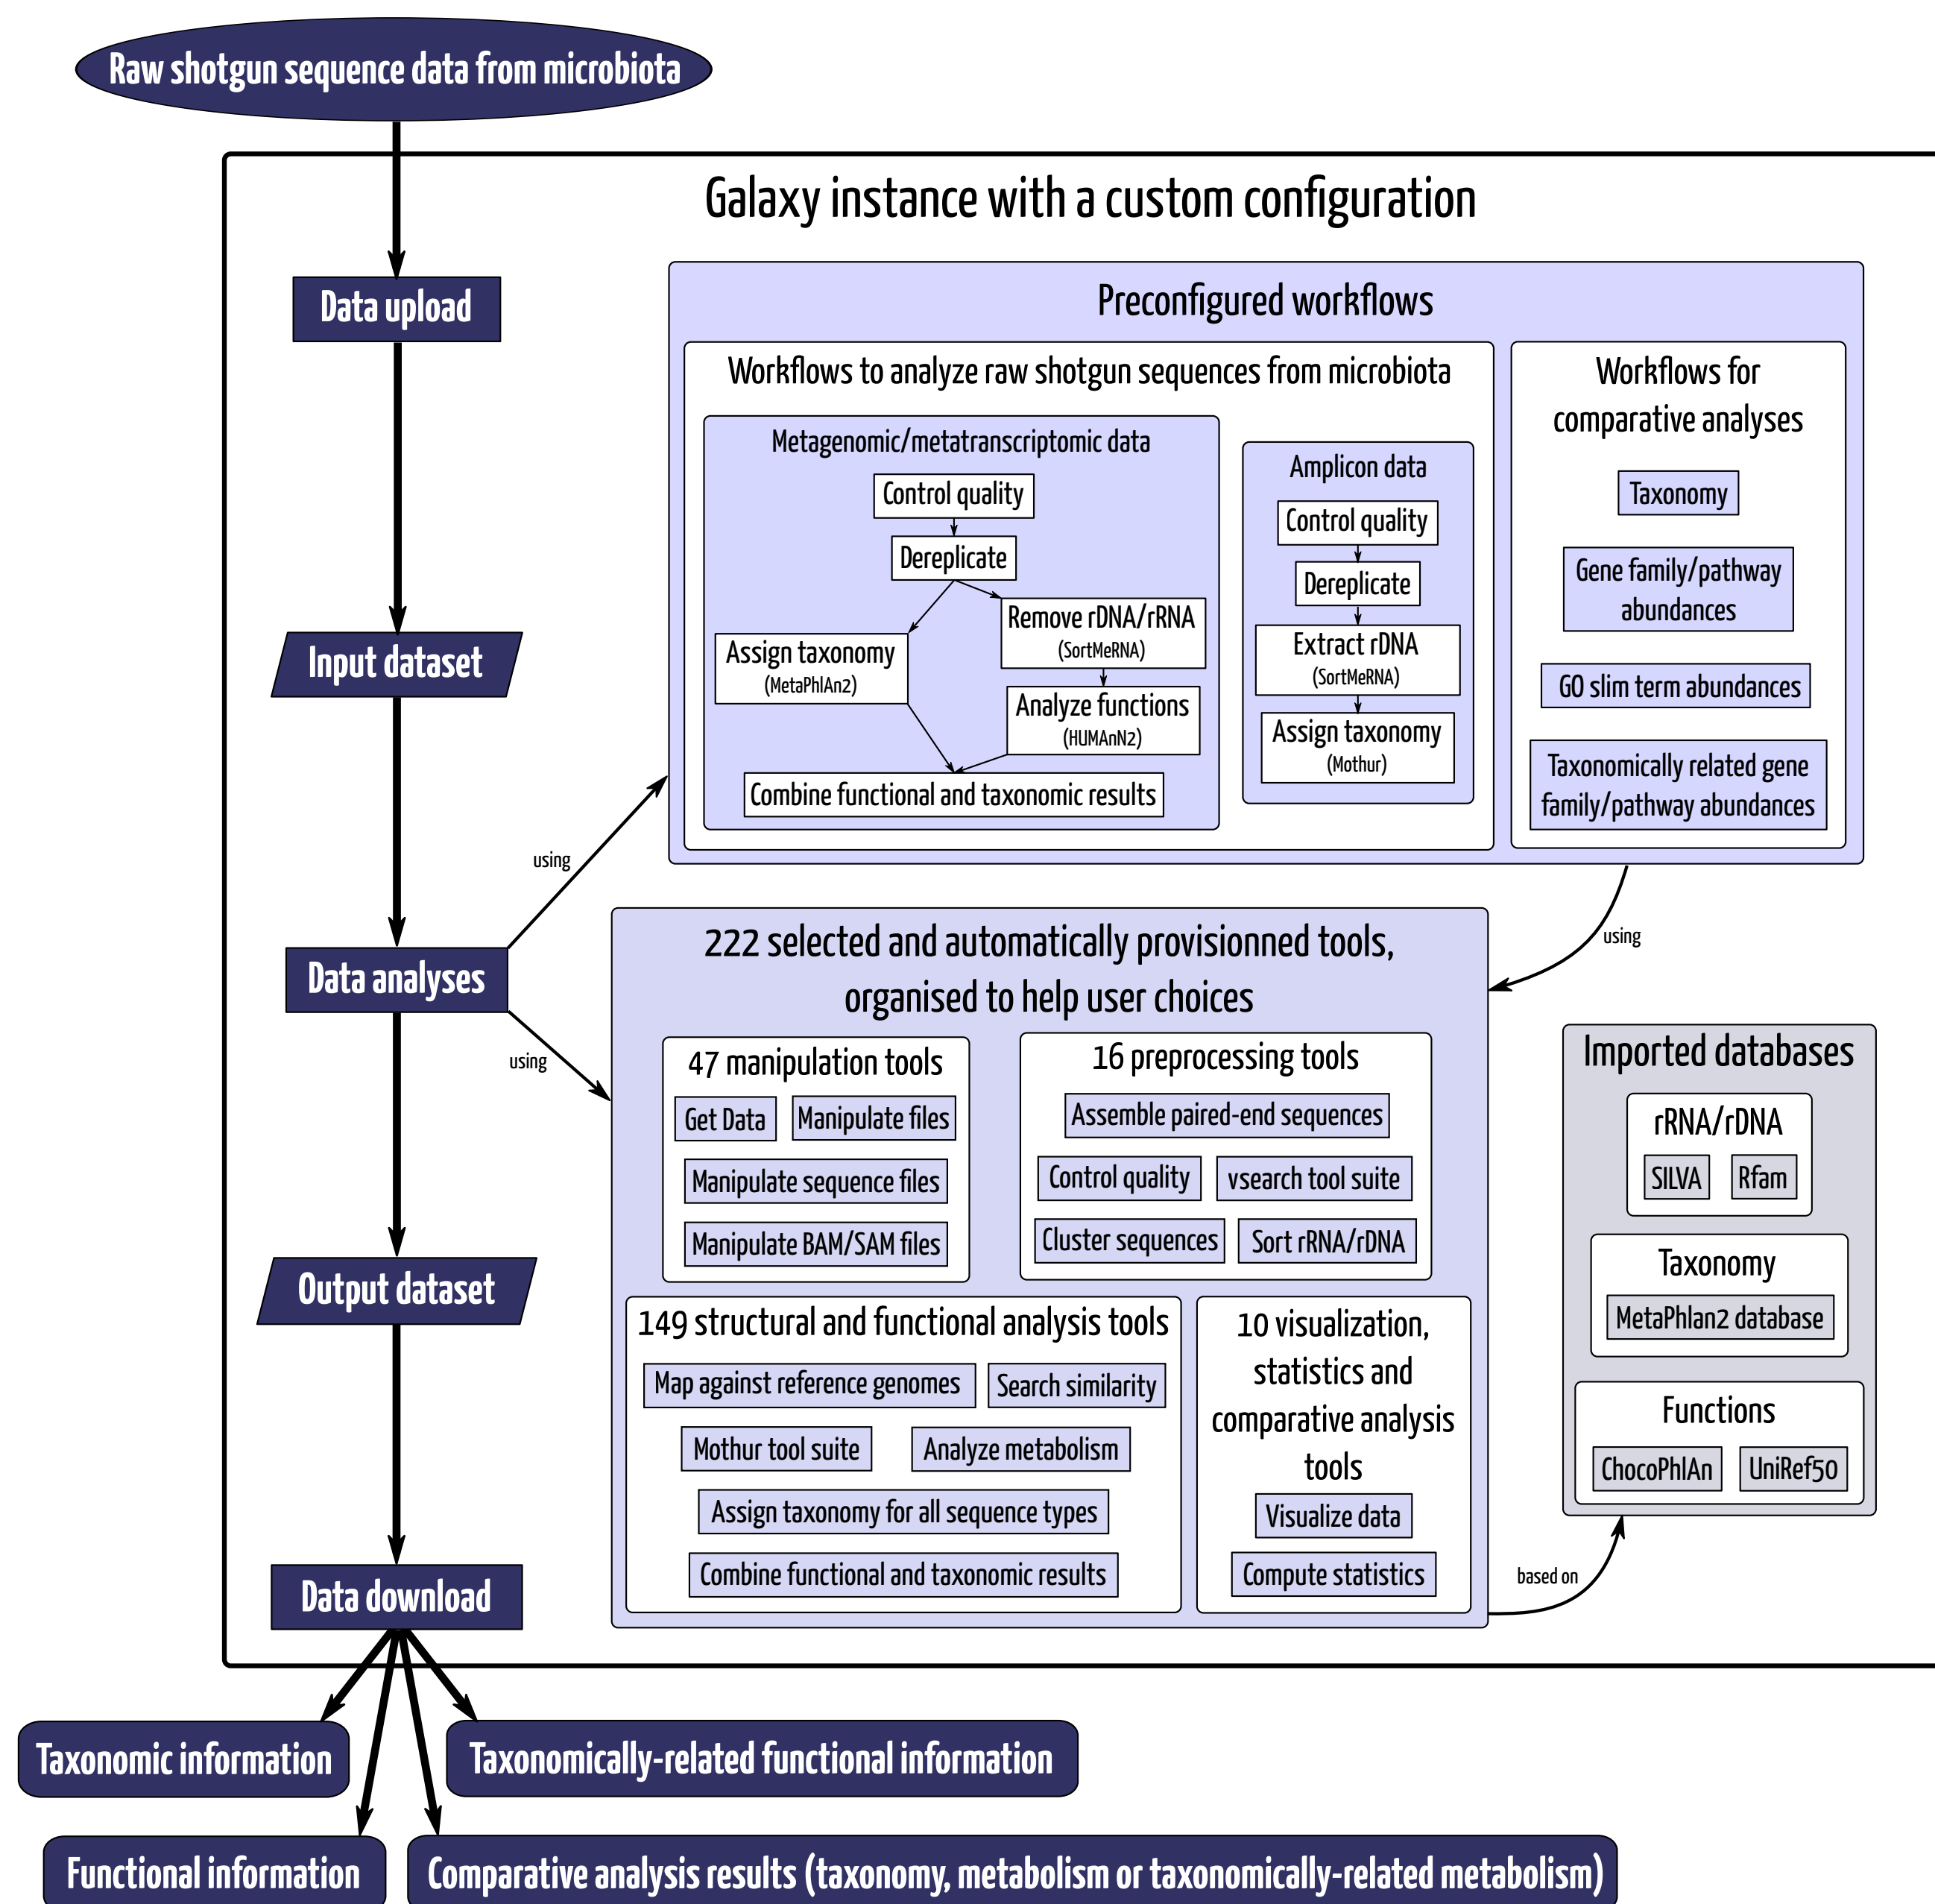 Raw shotgun sequence data from microbiota
Galaxy instance with a custom configuration
Data upload
Input dataset
Data analyses
Output dataset
Data download
using
using
Preconfigured workflows
Workflows to analyze raw shotgun sequences from microbiota
Metagenomic/metatranscriptomic data
Control quality
Dereplicate
Remove rDNA/rRNA
(SortMeRNA)
Assign taxonomy
(MetaPhlAn2)
Analyze functions
(HUMAnN2)
Combine functional and taxonomic results
Amplicon data
Control quality
Dereplicate
Extract rDNA
(SortMeRNA)
Assign taxonomy
(Mothur)
Workflows for
comparative analyses
Taxonomy
Gene family/pathway
abundances
GO slim term abundances
Taxonomically related gene
family/pathway abundances
using
222 selected and automatically provisionned tools,
organised to help user choices
47 manipulation tools
Get Data
Manipulate files
Manipulate sequence files
Manipulate BAM/SAM files
16 preprocessing tools
Assemble paired-end sequences
Control quality
vsearch tool suite
Cluster sequences
Sort rRNA/rDNA
149 structural and functional analysis tools
Map against reference genomes
Search similarity
Mothur tool suite
Analyze metabolism
Assign taxonomy for all sequence types
Combine functional and taxonomic results
10 visualization,
statistics and
comparative analysis
tools
Visualize data
Compute statistics
Imported databases
rRNA/rDNA
SILVA
Rfam
Taxonomy
MetaPhlan2 database
Functions
ChocoPhlAn
UniRef50
based on
Taxonomic information
Taxonomically-related functional information
Functional information
Comparative analysis results (taxonomy, metabolism or taxonomically-related metabolism)